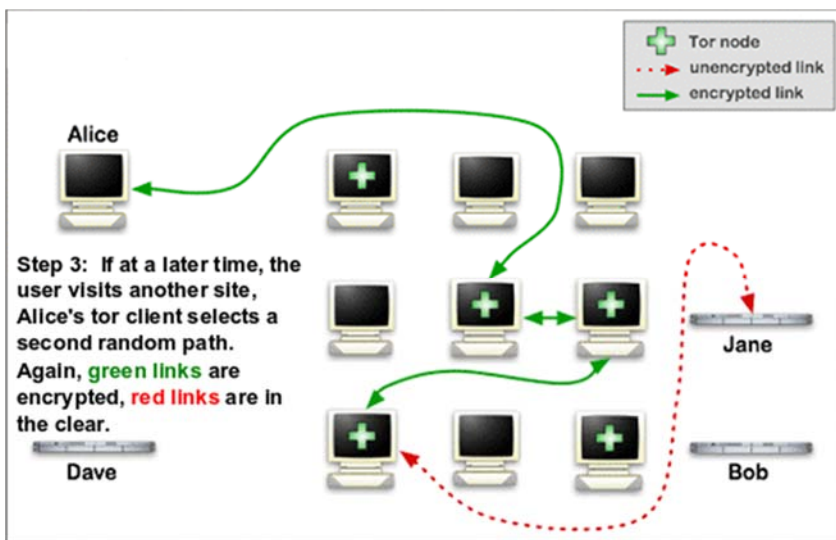 Tor node
unencrypted link
encrypted link
Alice
Step 3: If at a later time, the
user visits another site,
Alice's tor client selects a
second random path.
Again, green links are
encrypted, red links are in
the clear.
Jane
Dave
Bob